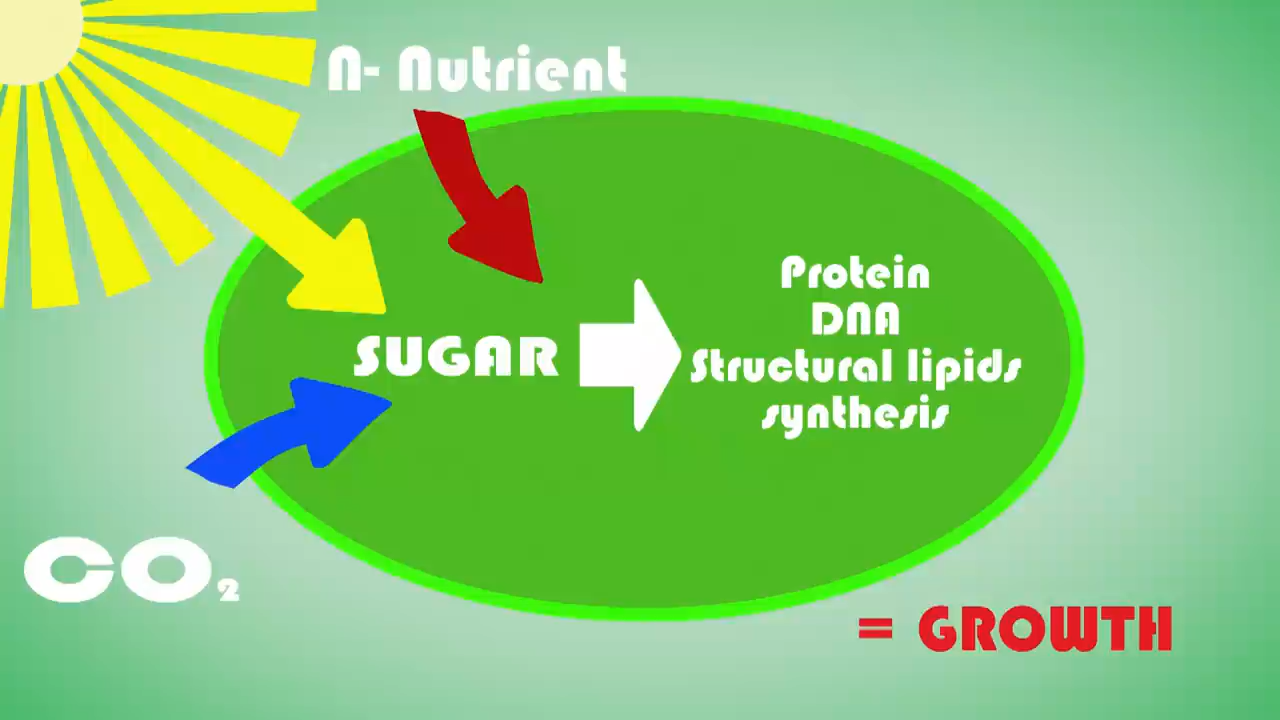 N- Nutrient
SUGAR
Protein
DNA
Structural lipids
synthesis
CO₂
= GROWTH